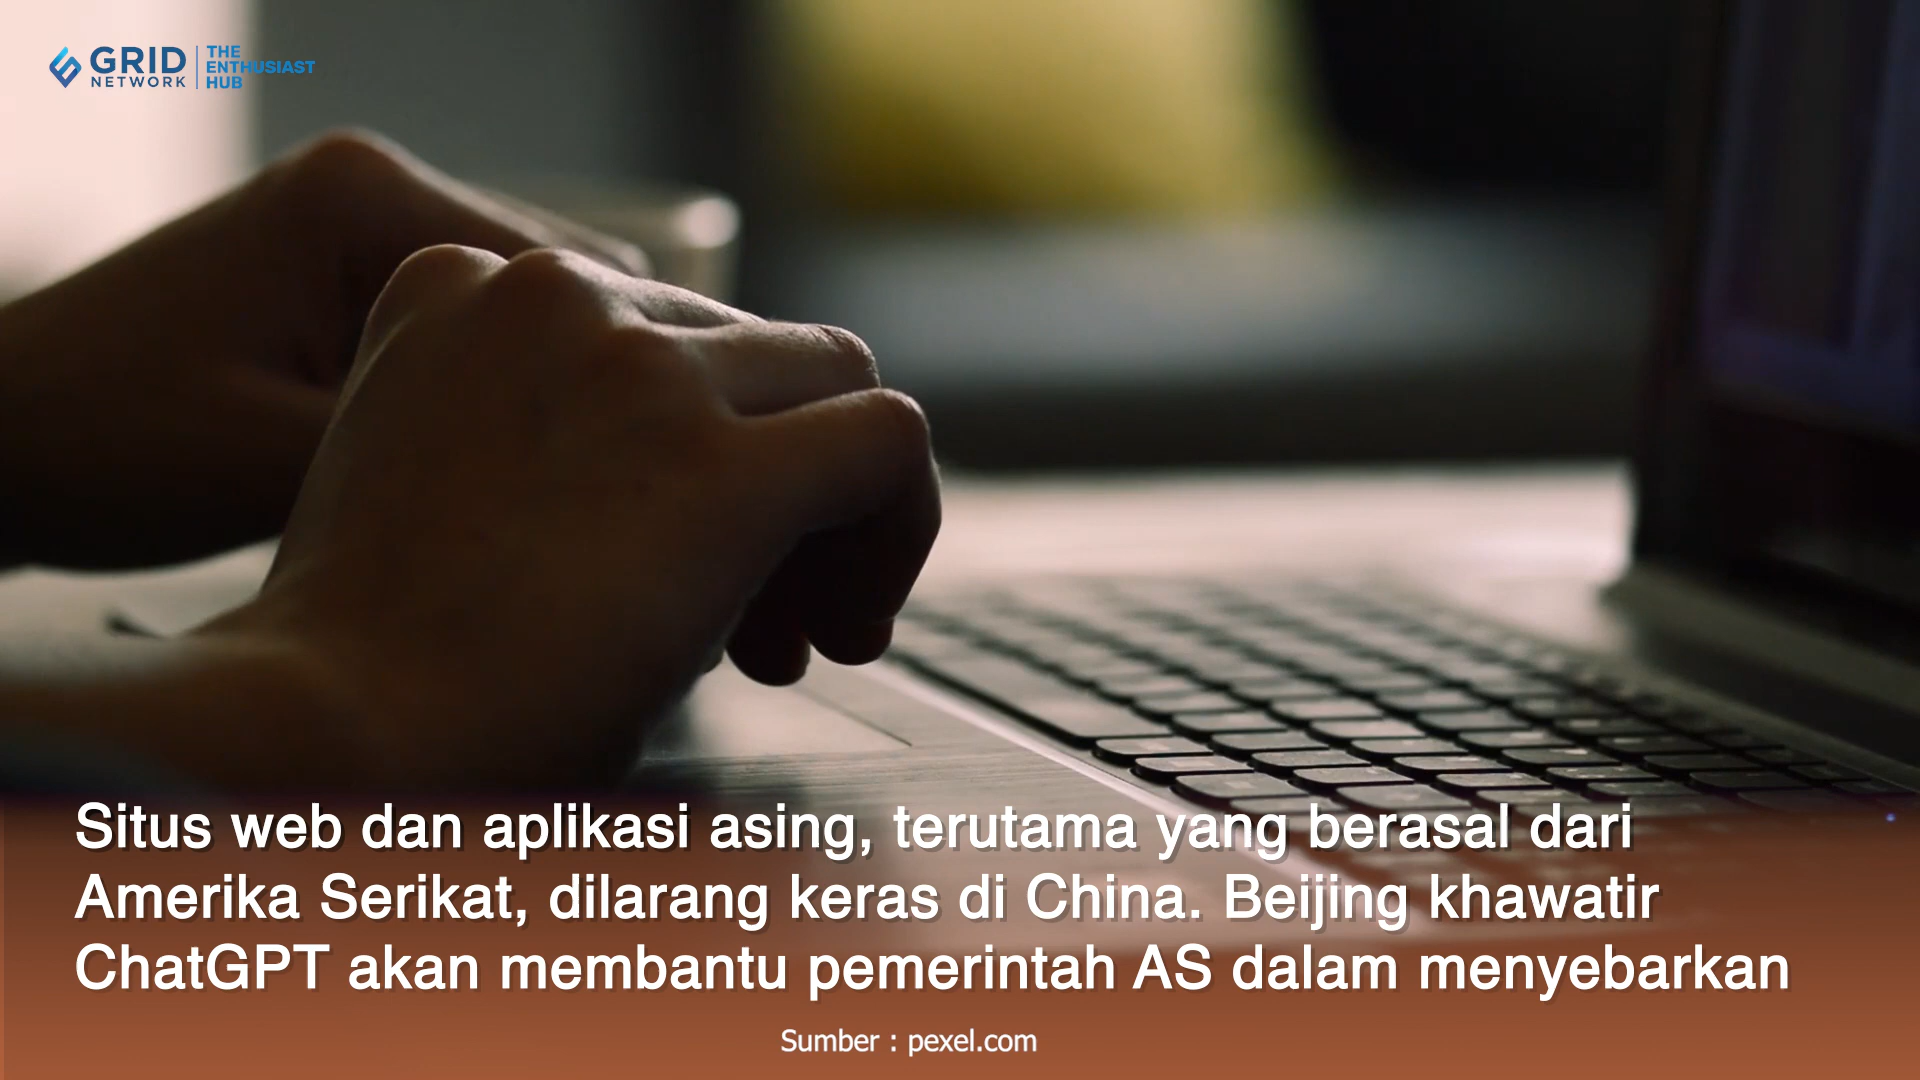 GRID
NETWORK
THE
ENTHUSIAST
HUB
Situs web dan aplikasi asing, terutama yang berasal dari
Amerika Serikat, dilarang keras di China. Beijing khawatir
ChatGPT akan membantu pemerintah AS dalam menyebarkan
Sumber : pexel.com